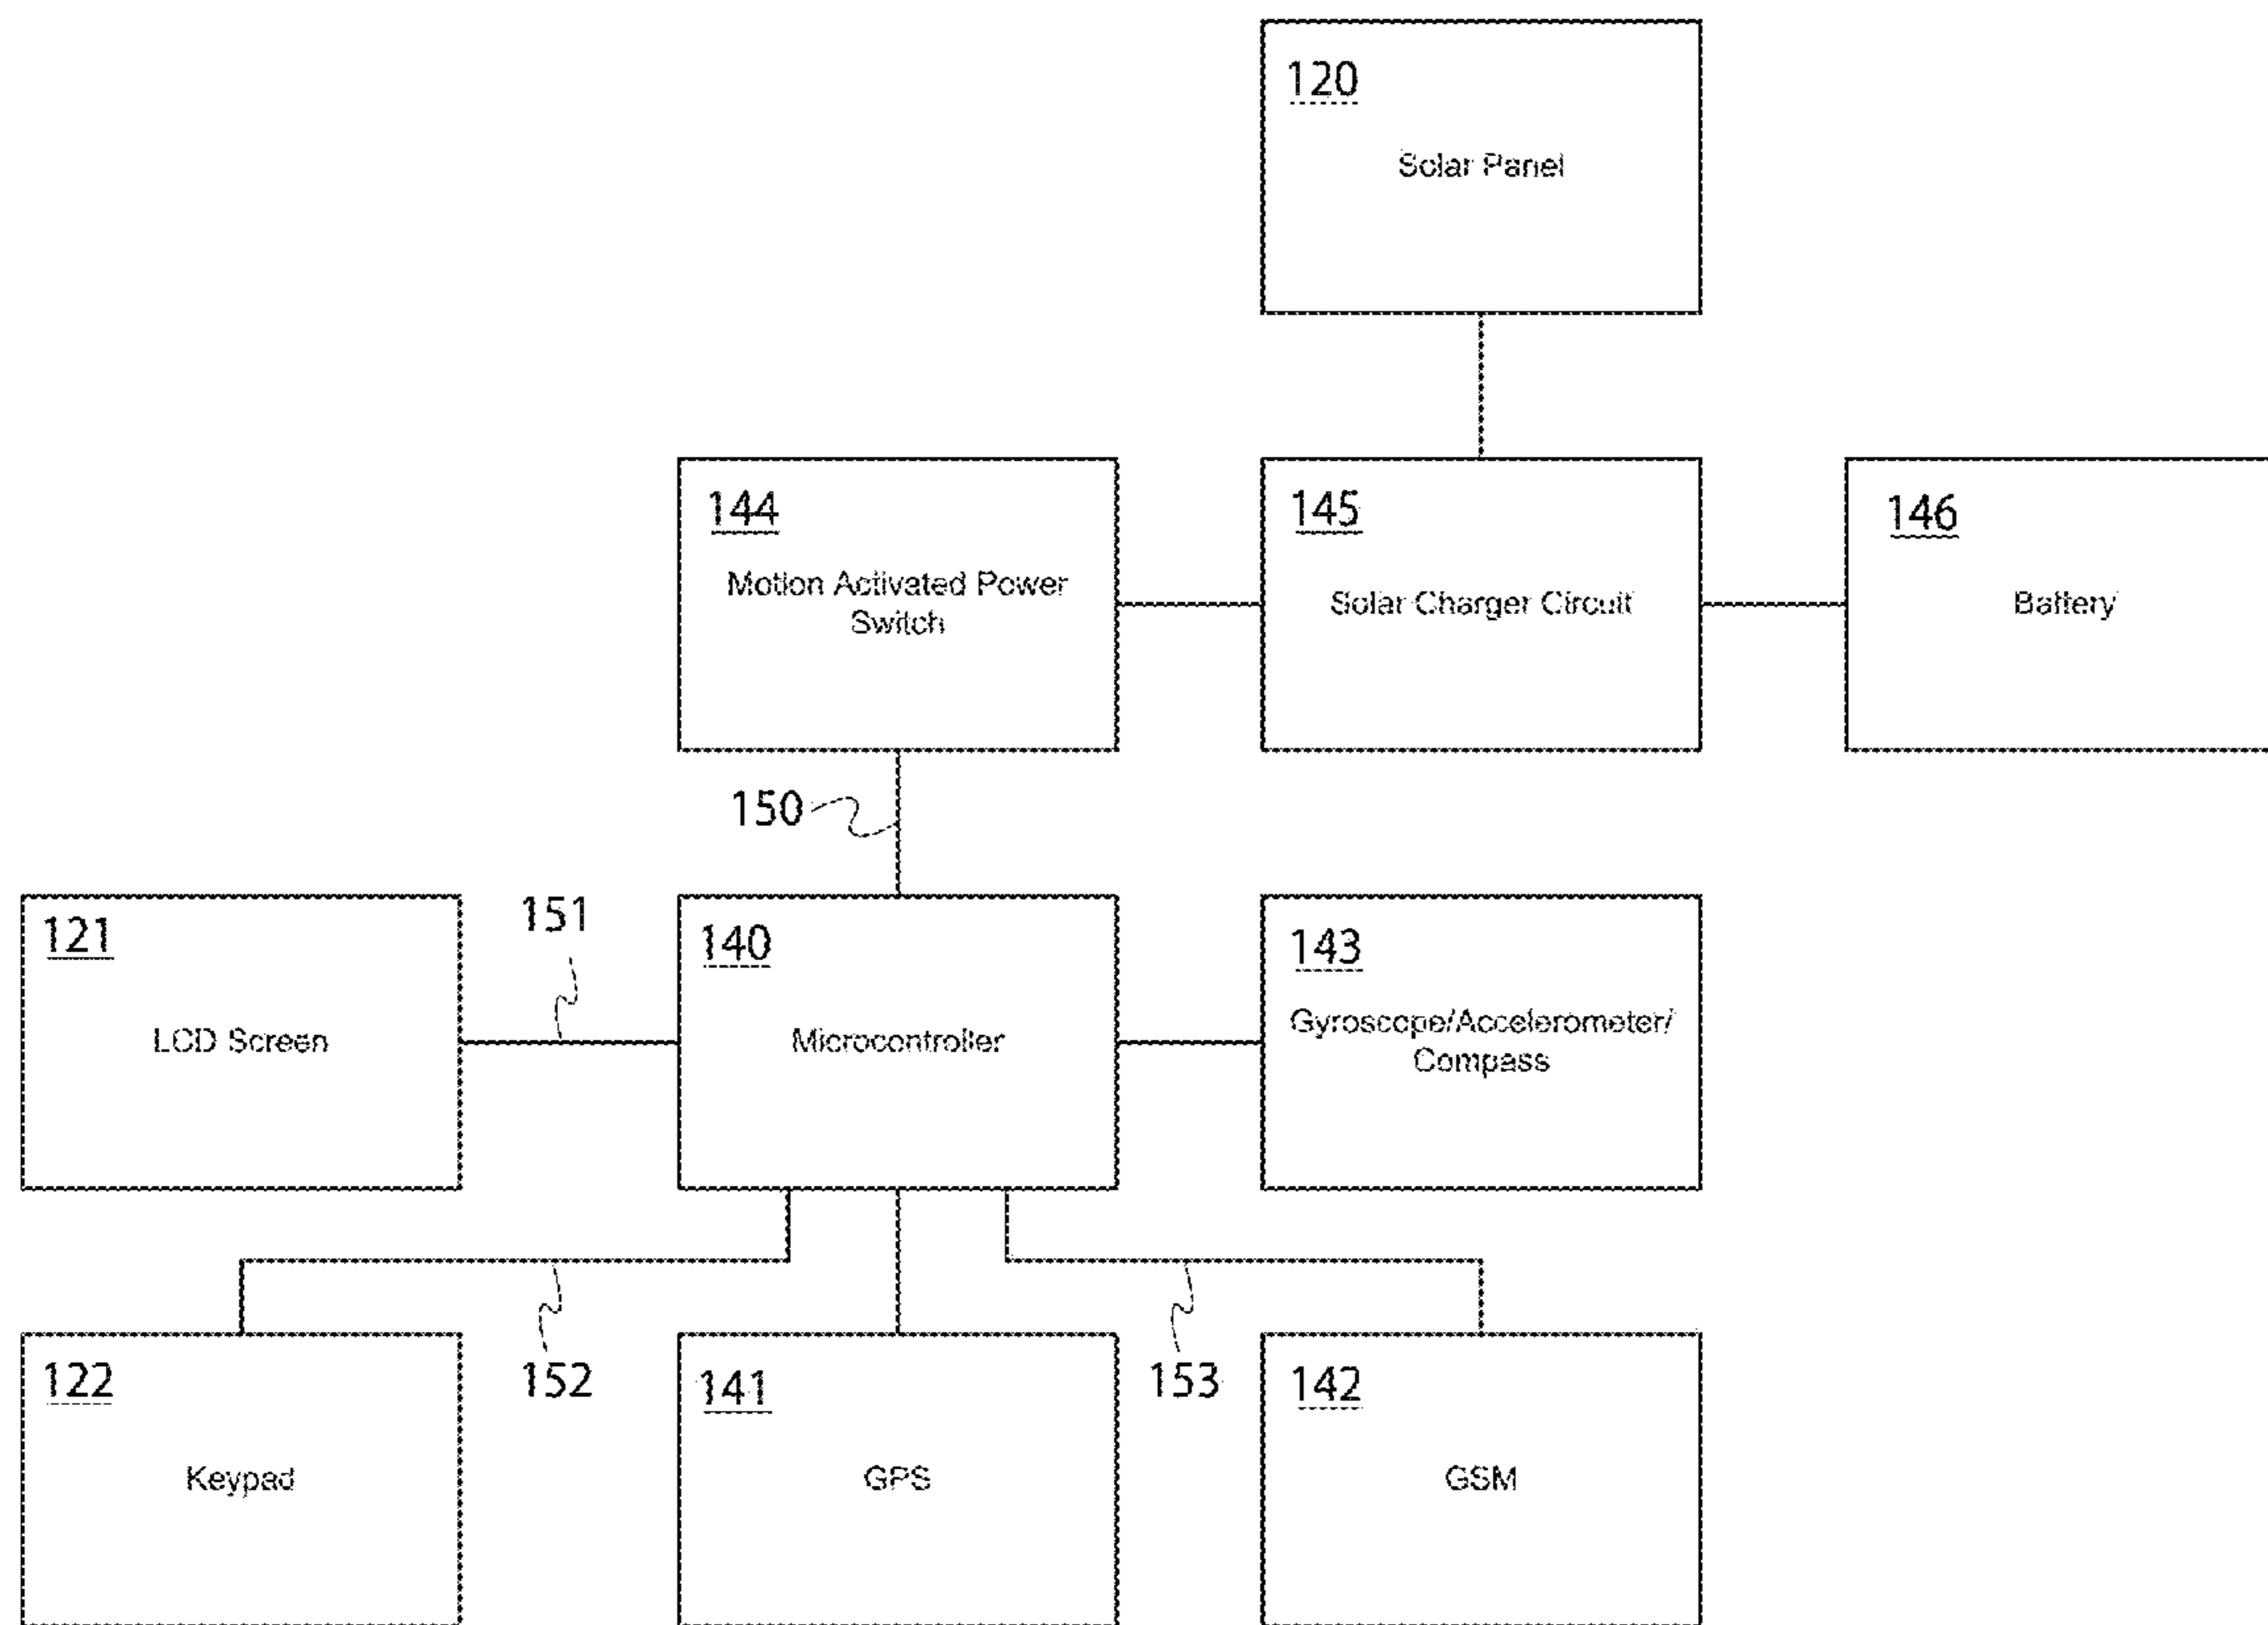 120
Solar Panel
144
Motion Activated Power
Switch
145
Solar Charger Circuit
146
Battery
150
121
LCD Screen
151
140
Microcontroller
143
Gyroscope/Accelerometer/
Compass
122
Keypad
152
141
GPS
153
142
GSM